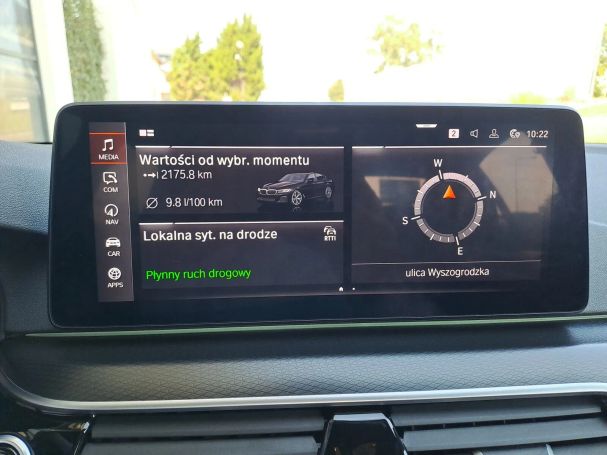 2
10:22
MEDIA
COM
NAV
CAR
APPS
Wartości od wybr. momentu
2175.8 km
Ø 9.8 l/100 km
Lokalna syt. na drodze
RTTI
Płynny ruch drogowy
W
N
S
E
ulica Wyszogrodzka